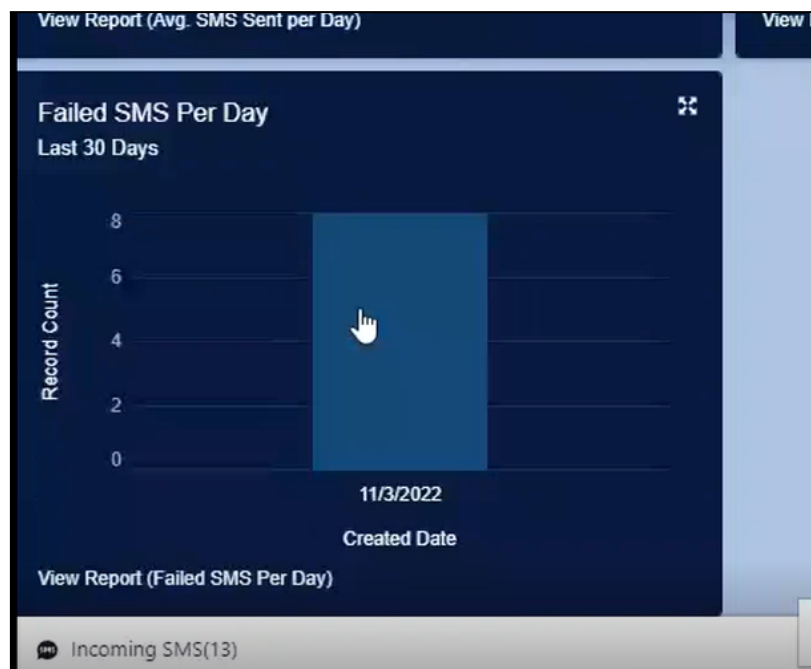 View Report (Avg. SMS Sent per Day)
View
Failed SMS Per Day
Last 30 Days
8
6
4
2
0
Record Count
11/3/2022
Created Date
View Report (Failed SMS Per Day)
SMS
Incoming SMS(13)